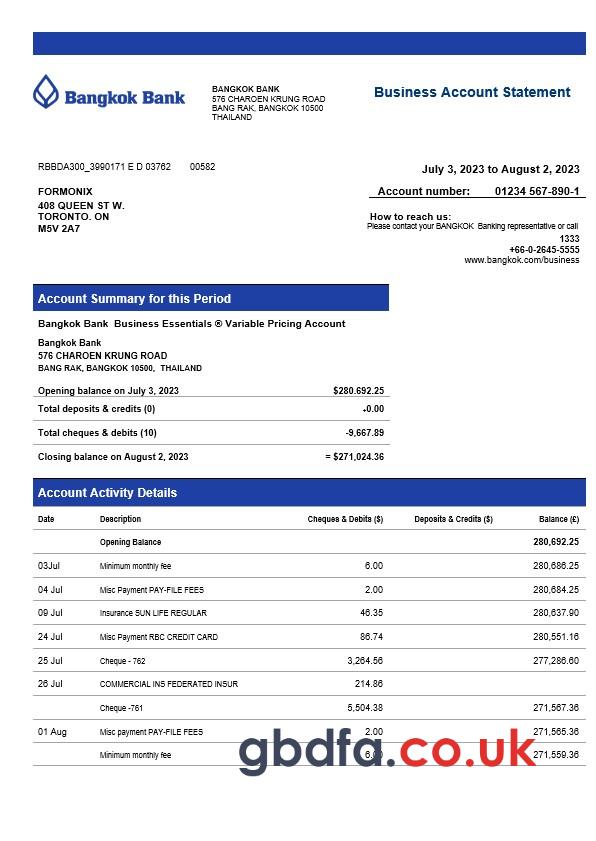 Bangkok Bank
BANGKOK BANK
576 CHAROEN KRUNG ROAD
BANG RAK, BANGKOK 10500
THAILAND
Business Account Statement
RBBDA300_3990171 E D 03762 00582
July 3, 2023 to August 2, 2023
FORMONIX
408 QUEEN ST W.
TORONTO. ON
M5V 2A7
Account number: 01234 567-890-1
How to reach us:
Please contact your BANGKOK Banking representative or call
1333
+66-0-2645-5555
www.bangkok.com/business
Account Summary for this Period
Bangkok Bank Business Essentials ® Variable Pricing Account
Bangkok Bank
576 CHAROEN KRUNG ROAD
BANG RAK, BANGKOK 10500, THAILAND
Opening balance on July 3, 2023 $280.692.25
Total deposits & credits (0) -0.00
Total cheques & debits (10) -9,667.89
Closing balance on August 2, 2023 = $271,024.36
Account Activity Details
Date Description Cheques & Debits ($) Deposits & Credits ($) Balance (£)
Opening Balance 280,692.25
03Jul Minimum monthly fee 6.00 280,686.25
04 Jul Misc Payment PAY-FILE FEES 2.00 280,684.25
09 Jul Insurance SUN LIFE REGULAR 46.35 280,637.90
24 Jul Misc Payment RBC CREDIT CARD 86.74 280,551.16
25 Jul Cheque - 762 3,264.56 277,286.60
26 Jul COMMERCIAL INS FEDERATED INSUR 214.86
Cheque -761 5,504.38 271,567.36
01 Aug Misc payment PAY-FILE FEES 2.00 271,565.36
Minimum monthly fee 6.00 271,559.36
gbdfa.co.uk